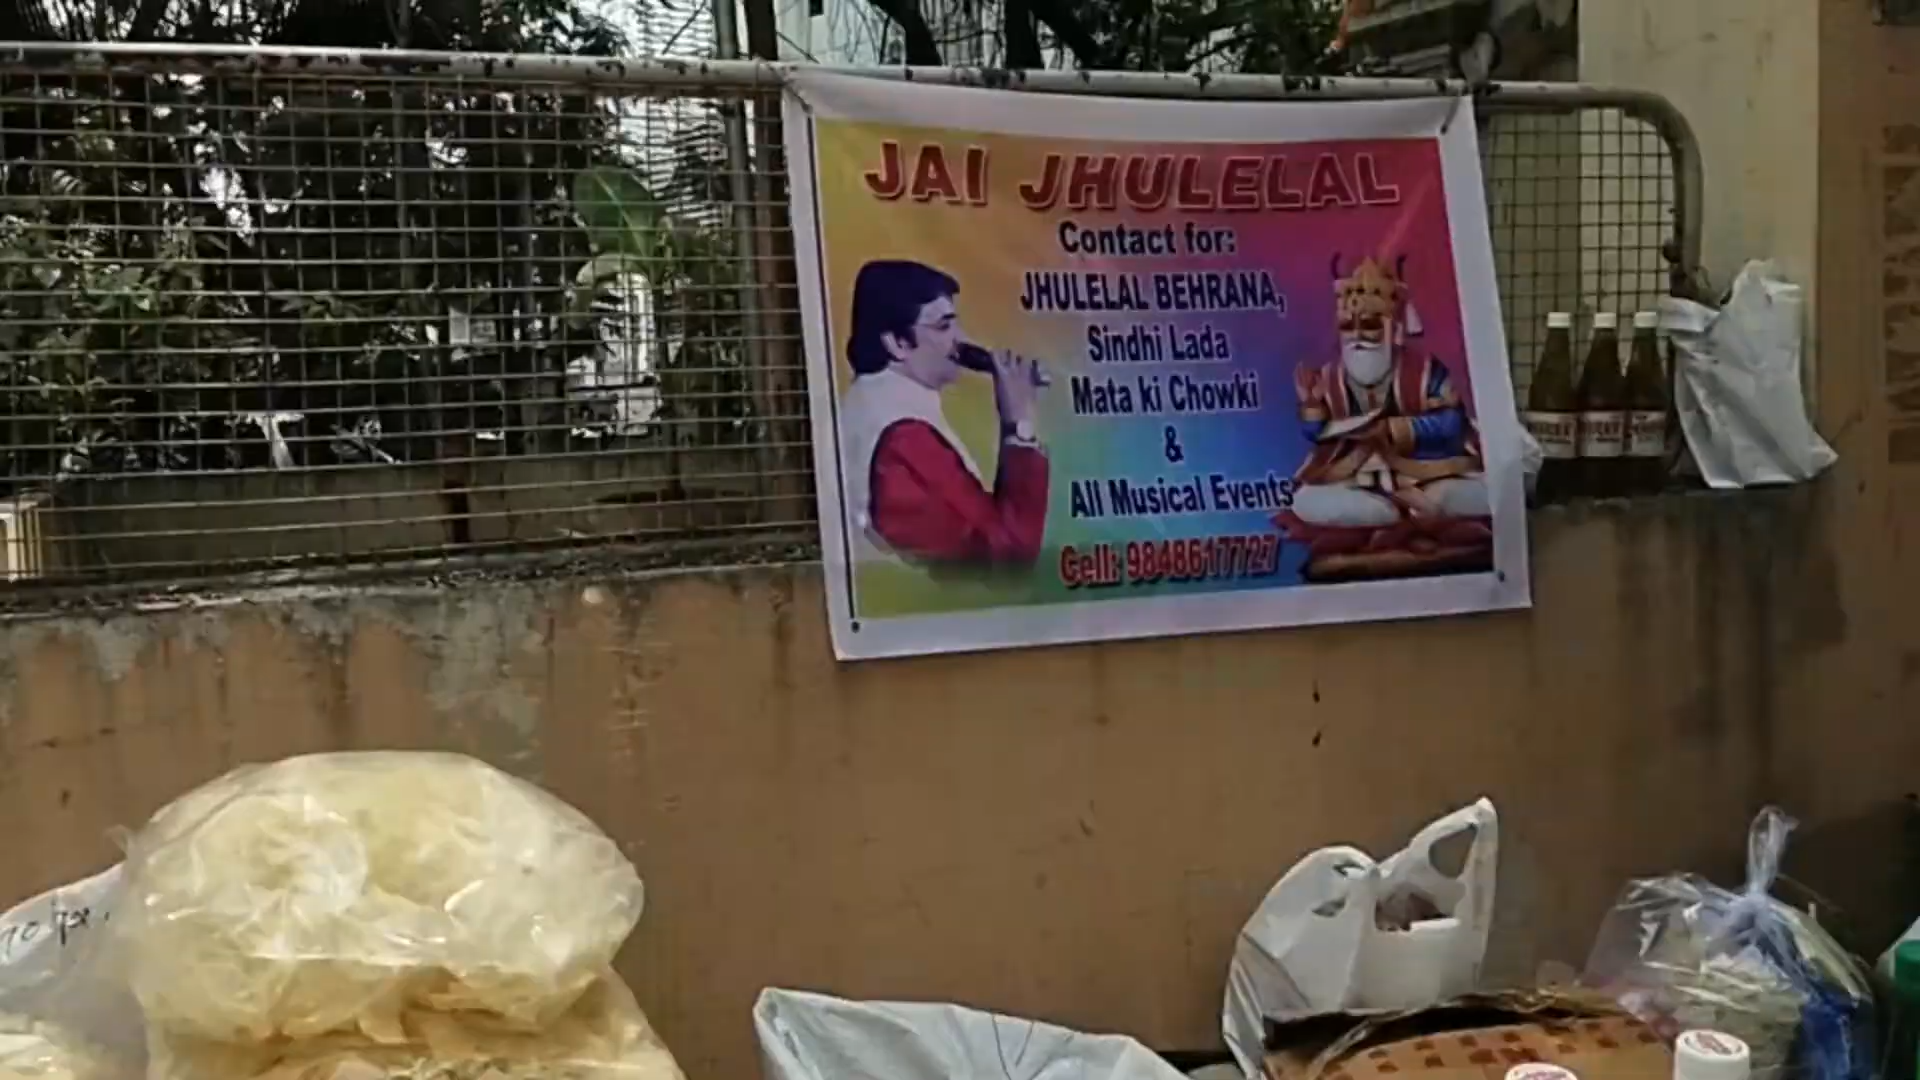 JAI JHULELAL
Contact for:
JHULELAL BEHRANA,
Sindhi Lada
Mata ki Chowki
&
All Musical Events
Cell: 9848617727